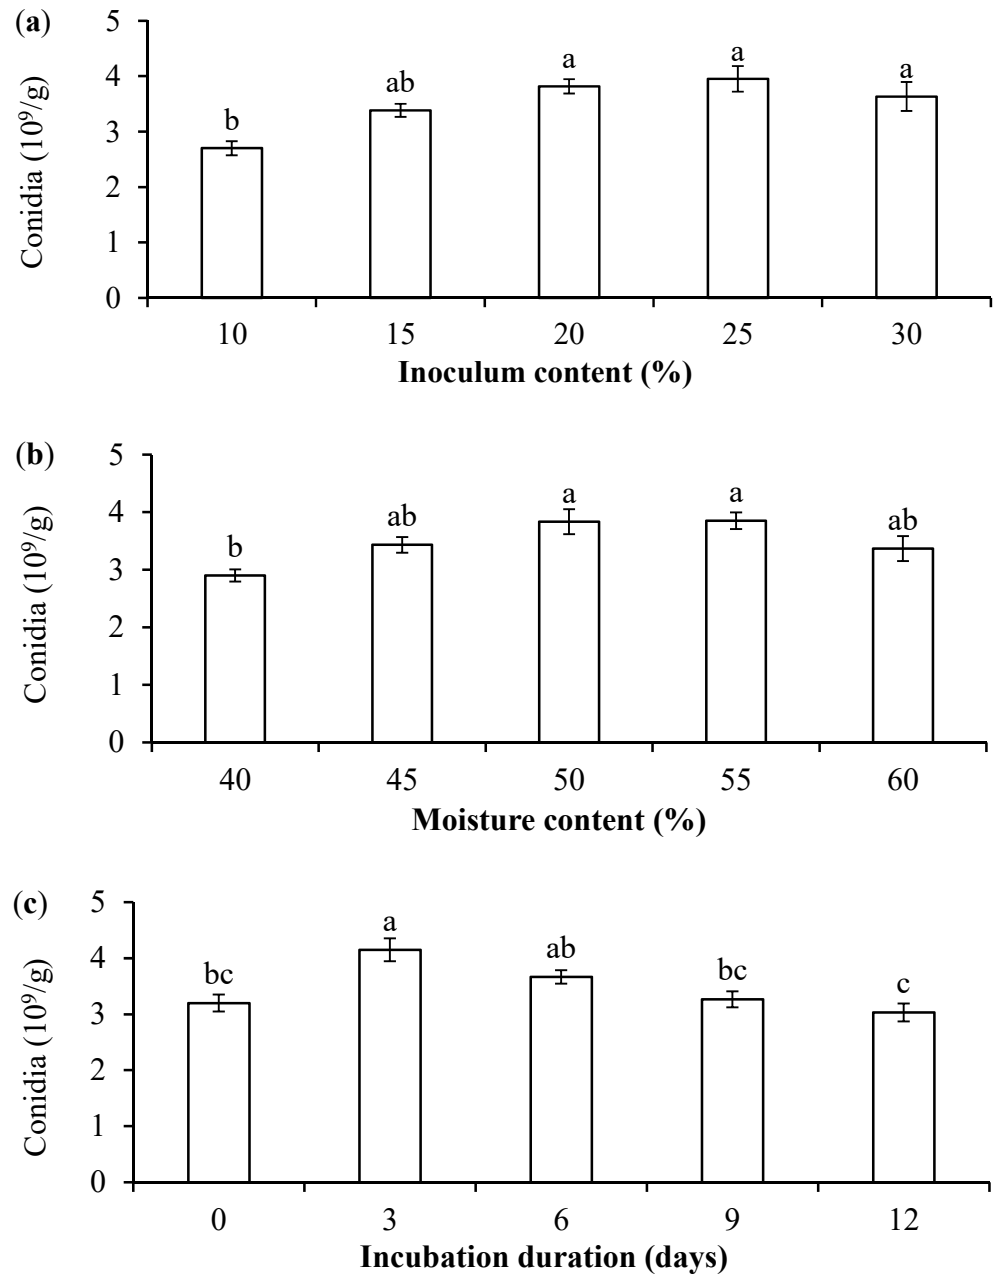 (a)
Conidia (10⁹/g)
5
4
3
2
1
0
b
ab
a
a
a
10 15 20 25 30
Inoculum content (%)
(b)
Conidia (10⁹/g)
5
4
3
2
1
0
b
ab
a
a
ab
40 45 50 55 60
Moisture content (%)
(c)
Conidia (10⁹/g)
5
4
3
2
1
0
bc
a
ab
bc
c
0 3 6 9 12
Incubation duration (days)